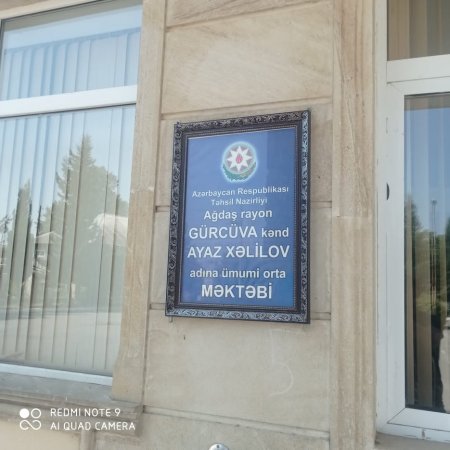 Azərbaycan Respublikası
Təhsil Nazirliyi
Ağdaş rayon
GÜRCÜVA kənd
AYAZ XƏLİLOV
adına ümumi orta
MƏKTƏBİ
REDMI NOTE 9
AI QUAD CAMERA